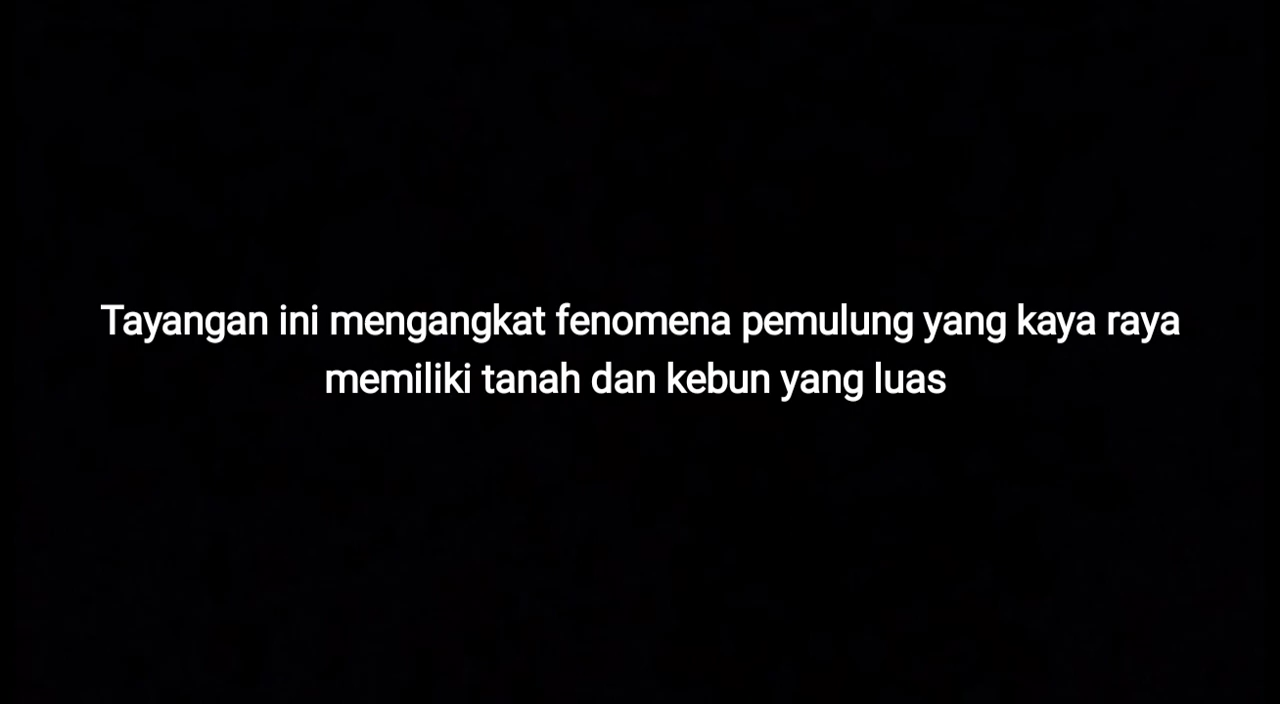 Tayangan ini mengangkat fenomena pemulung yang kaya raya
memiliki tanah dan kebun yang luas